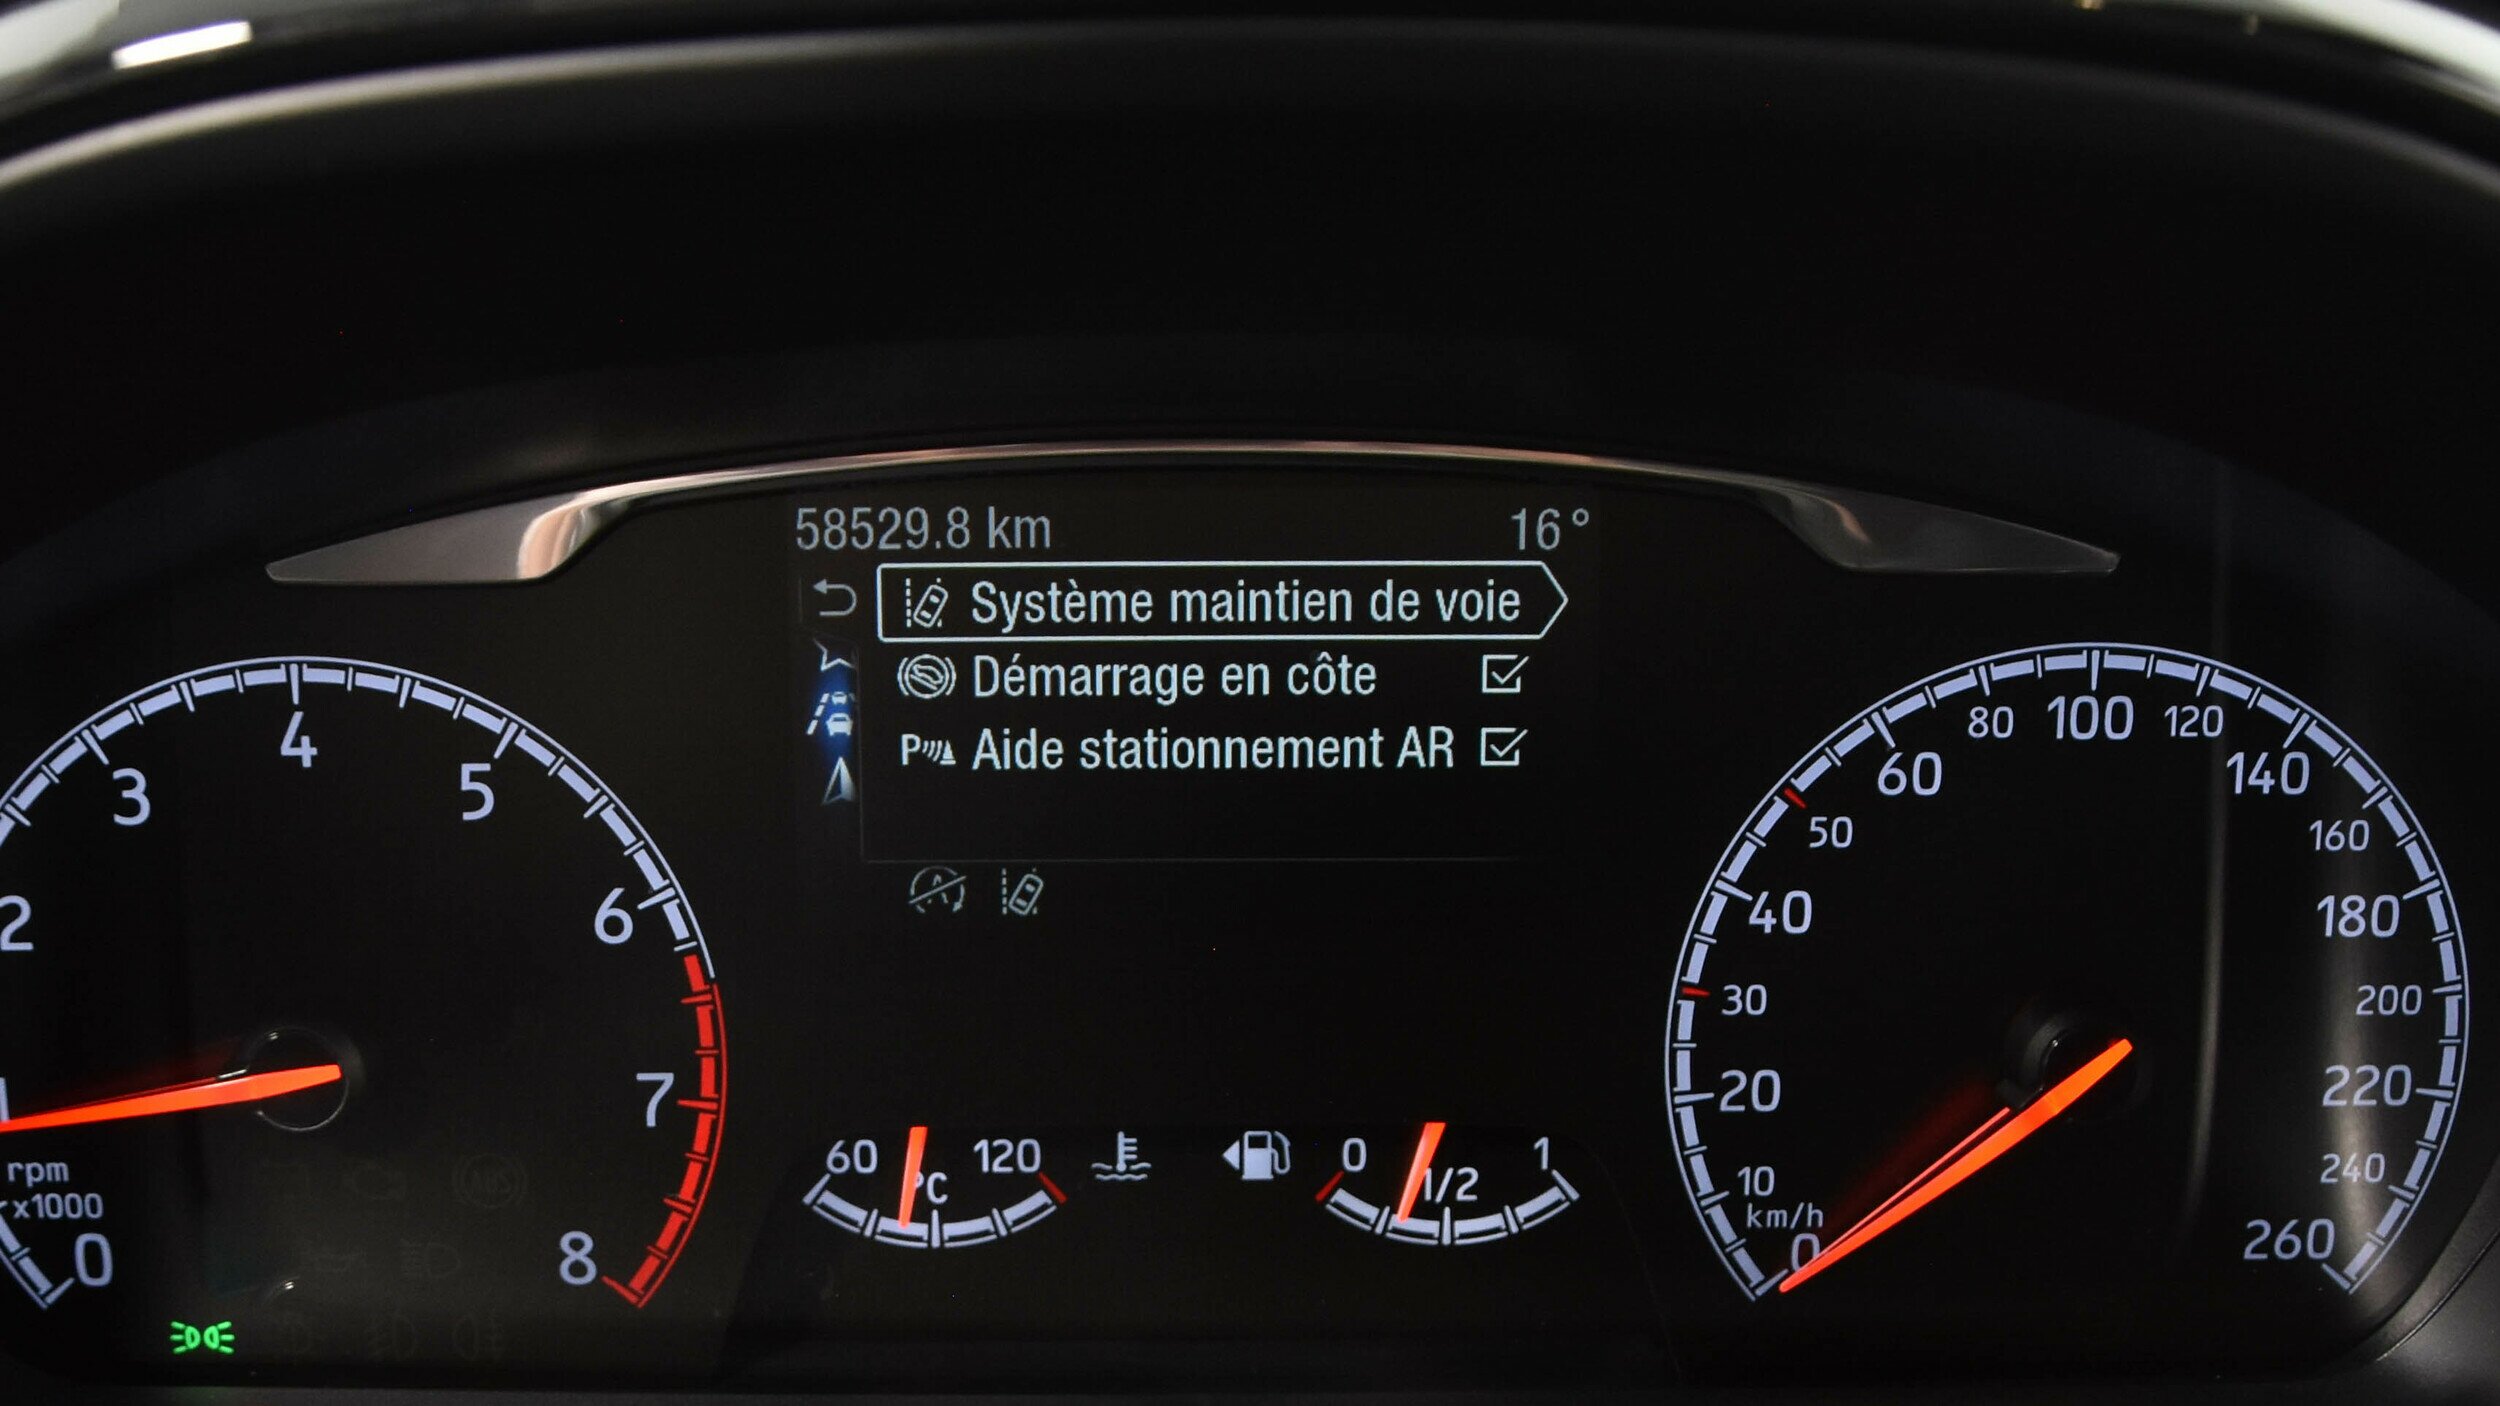 58529.8 km 16°
Système maintien de voie
Démarrage en côte
P Aide stationnement AR
2 3 4 5 6 7 8
rpm
x1000
0
60 120
°C
0 1/2 1
0 10 20 30 40 50 60 80 100 120 140 160 180 200 220 240 260
km/h